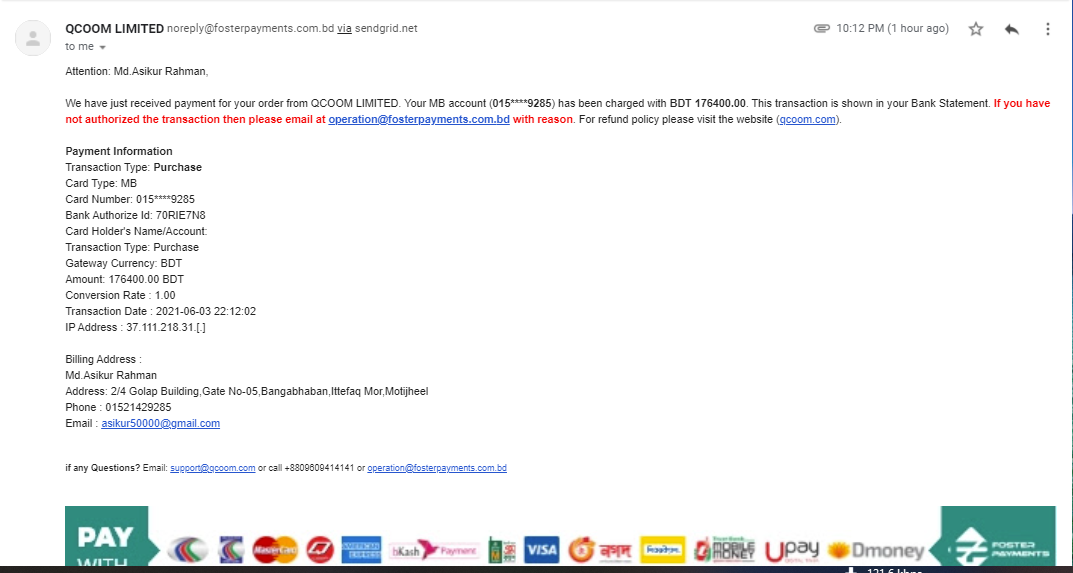 QCOOM LIMITED noreply@fosterpayments.com.bd via sendgrid.net 10:12 PM (1 hour ago)
to me
Attention: Md.Asikur Rahman,
We have just received payment for your order from QCOOM LIMITED. Your MB account (015****9285) has been charged with BDT 176400.00. This transaction is shown in your Bank Statement. If you have
not authorized the transaction then please email at operation@fosterpayments.com.bd with reason. For refund policy please visit the website (qcoom.com).
Payment Information
Transaction Type: Purchase
Card Type: MB
Card Number: 015****9285
Bank Authorize Id: 70RIE7N8
Card Holder's Name/Account:
Transaction Type: Purchase
Gateway Currency: BDT
Amount: 176400.00 BDT
Conversion Rate : 1.00
Transaction Date : 2021-06-03 22:12:02
IP Address : 37.111.218.31.[.]
Billing Address :
Md.Asikur Rahman
Address: 2/4 Golap Building,Gate No-05,Bangabhaban,Ittefaq Mor,Motijheel
Phone : 01521429285
Email : asikur50000@gmail.com
if any Questions? Email: support@qcoom.com or call +8809609414141 or operation@fosterpayments.com.bd
PAY
WITH
MasterCard AMERICAN EXPRESS bKash Payment VISA নগদ MOBILE MONEY Upay Dmoney FOSTER
PAYMENTS